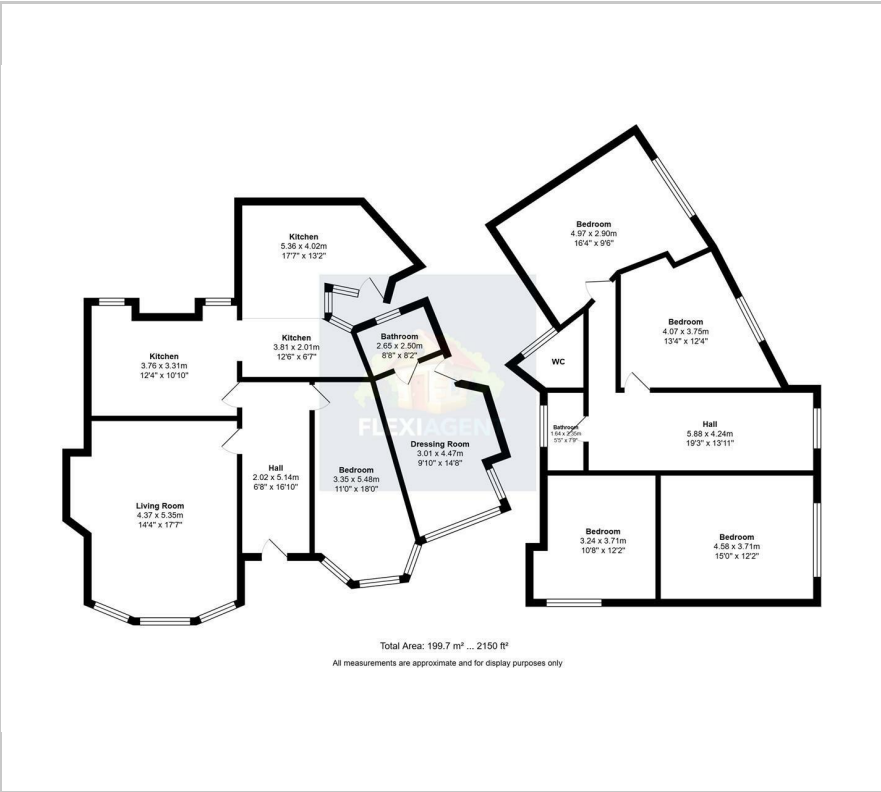 Kitchen
5.36 x 4.02m
17'7" x 13'2"
Kitchen
3.81 x 2.01m
12'6" x 6'7"
Kitchen
3.76 x 3.31m
12'4" x 10'10"
Bathroom
2.65 x 2.50m
8'8" x 8'2"
FLEXIAGENT
Dressing Room
3.01 x 4.47m
9'10" x 14'8"
Hall
2.02 x 5.14m
6'8" x 16'10"
Bedroom
3.35 x 5.48m
11'0" x 18'0"
Living Room
4.37 x 5.35m
14'4" x 17'7"
Bedroom
4.97 x 2.90m
16'4" x 9'6"
Bedroom
4.07 x 3.75m
13'4" x 12'4"
WC
Bathroom
5'5" x 7'9"
Hall
5.88 x 4.24m
19'3" x 13'11"
Bedroom
3.24 x 3.71m
10'8" x 12'2"
Bedroom
4.58 x 3.71m
15'0" x 12'2"
Total Area: 199.7 m² ... 2150 ft²
All measurements are approximate and for display purposes only